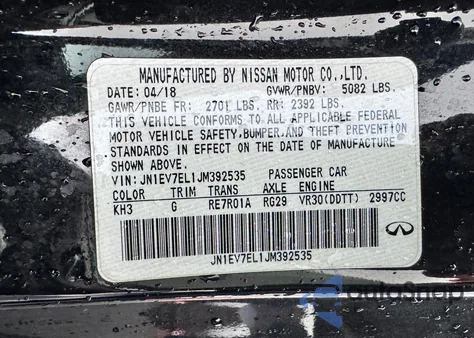 MANUFACTURED BY NISSAN MOTOR CO.,LTD.
DATE: 04/18 GVWR/PNBV: 5082 LBS.
GAWR/PNBE FR: 2701 LBS. RR: 2392 LBS.
THIS VEHICLE CONFORMS TO ALL APPLICABLE FEDERAL
MOTOR VEHICLE SAFETY,BUMPER,AND THEFT PREVENTION
STANDARDS IN EFFECT ON THE DATE OF MANUFACTURE
SHOWN ABOVE.
VIN: JN1EV7EL1JM392535 PASSENGER CAR
COLOR TRIM TRANS AXLE ENGINE
KH3 G RE7R01A RG29 VR30(DDTT) 2997CC
JN1EV7EL1JM392535
AutoSnap